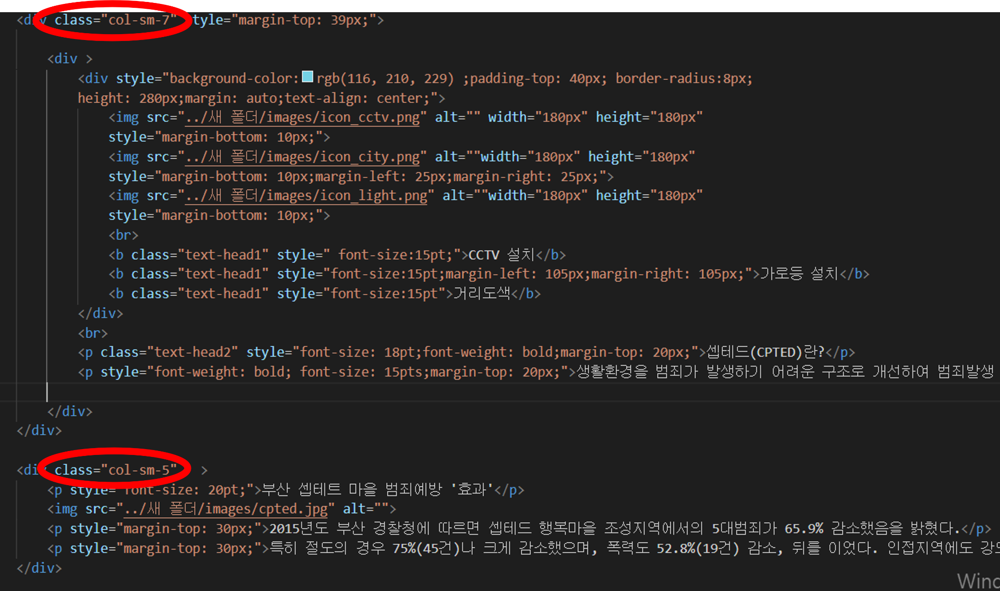 <div class="col-sm-7" style="margin-top: 39px;">
<div >
<div style="background-color: rgb(116, 210, 229) ;padding-top: 40px; border-radius:8px;
height: 280px;margin: auto;text-align: center;">
<img src="../새 폴더/images/icon_cctv.png" alt="" width="180px" height="180px"
style="margin-bottom: 10px;">
<img src="../새 폴더/images/icon_city.png" alt=""width="180px" height="180px"
style="margin-bottom: 10px;margin-left: 25px;margin-right: 25px;">
<img src="../새 폴더/images/icon_light.png" alt=""width="180px" height="180px"
style="margin-bottom: 10px;">
<br>
<b class="text-head1" style=" font-size:15pt;">CCTV 설치</b>
<b class="text-head1" style="font-size:15pt;margin-left: 105px;margin-right: 105px;">가로등 설치</b>
<b class="text-head1" style="font-size:15pt">거리도색</b>
</div>
<br>
<p class="text-head2" style="font-size: 18pt;font-weight: bold;margin-top: 20px;">셉테드(CPTED)란?</p>
<p style="font-weight: bold; font-size: 15pts;margin-top: 20px;">생활환경을 범죄가 발생하기 어려운 구조로 개선하여 범죄발생
</div>
</div>
<div class="col-sm-5" >
<p style="font-size: 20pt;">부산 셉테트 마을 범죄예방 '효과'</p>
<img src="../새 폴더/images/cpted.jpg" alt="">
<p style="margin-top: 30px;">2015년도 부산 경찰청에 따르면 셉테드 행복마을 조성지역에서의 5대범죄가 65.9% 감소했음을 밝혔다.</p>
<p style="margin-top: 30px;">특히 절도의 경우 75%(45건)나 크게 감소했으며, 폭력도 52.8%(19건) 감소, 뒤를 이었다. 인접지역에도
</div>